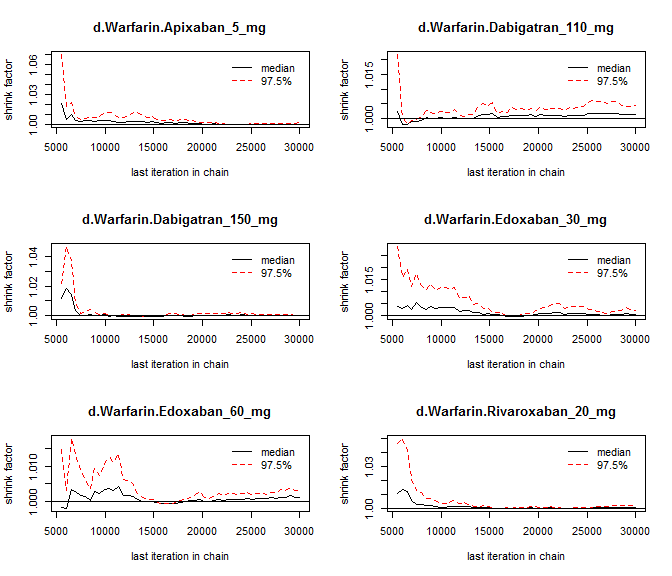 d.Warfarin.Apixaban_5_mg
shrink factor
1.00 1.03 1.06
median
97.5%
5000 10000 15000 20000 25000 30000
last iteration in chain
d.Warfarin.Dabigatran_110_mg
shrink factor
1.000 1.015
median
97.5%
5000 10000 15000 20000 25000 30000
last iteration in chain
d.Warfarin.Dabigatran_150_mg
shrink factor
1.00 1.02 1.04
median
97.5%
5000 10000 15000 20000 25000 30000
last iteration in chain
d.Warfarin.Edoxaban_30_mg
shrink factor
1.000 1.015
median
97.5%
5000 10000 15000 20000 25000 30000
last iteration in chain
d.Warfarin.Edoxaban_60_mg
shrink factor
1.000 1.010
median
97.5%
5000 10000 15000 20000 25000 30000
last iteration in chain
d.Warfarin.Rivaroxaban_20_mg
shrink factor
1.00 1.03
median
97.5%
5000 10000 15000 20000 25000 30000
last iteration in chain